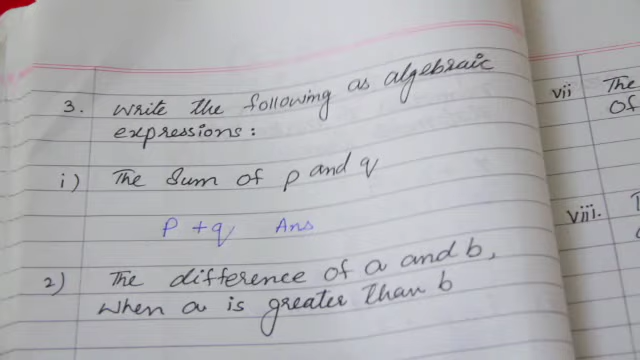 3. Write the following as algebraic
expressions:
i) The Sum of p and q
P + q Ans
2) The difference of a and b,
when a is greater than b
vii The
of
viii.